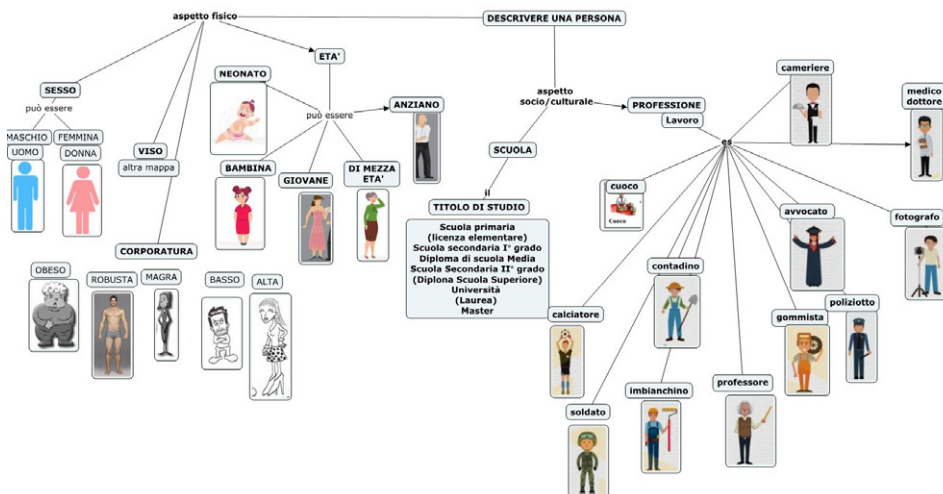 aspetto fisico
DESCRIVERE UNA PERSONA
ETA'
SESSO
può essere
MASCHIO
UOMO
FEMMINA
DONNA
VISO
altra mappa
NEONATO
può essere
ANZIANO
BAMBINA
GIOVANE
DI MEZZA
ETA'
CORPORATURA
OBESO
ROBUSTA
MAGRA
BASSO
ALTA
aspetto
socio/culturale
SCUOLA
il
TITOLO DI STUDIO
Scuola primaria
(licenza elementare)
Scuola secondaria I° grado
Diploma di scuola Media
Scuola Secondaria II° grado
(Diplona Scuola Superiore)
Università
(Laurea)
Master
PROFESSIONE
Lavoro
es
cameriere
medico
dottore
cuoco
Cuoco
avvocato
fotografo
contadino
calciatore
gommista
poliziotto
soldato
imbianchino
professore